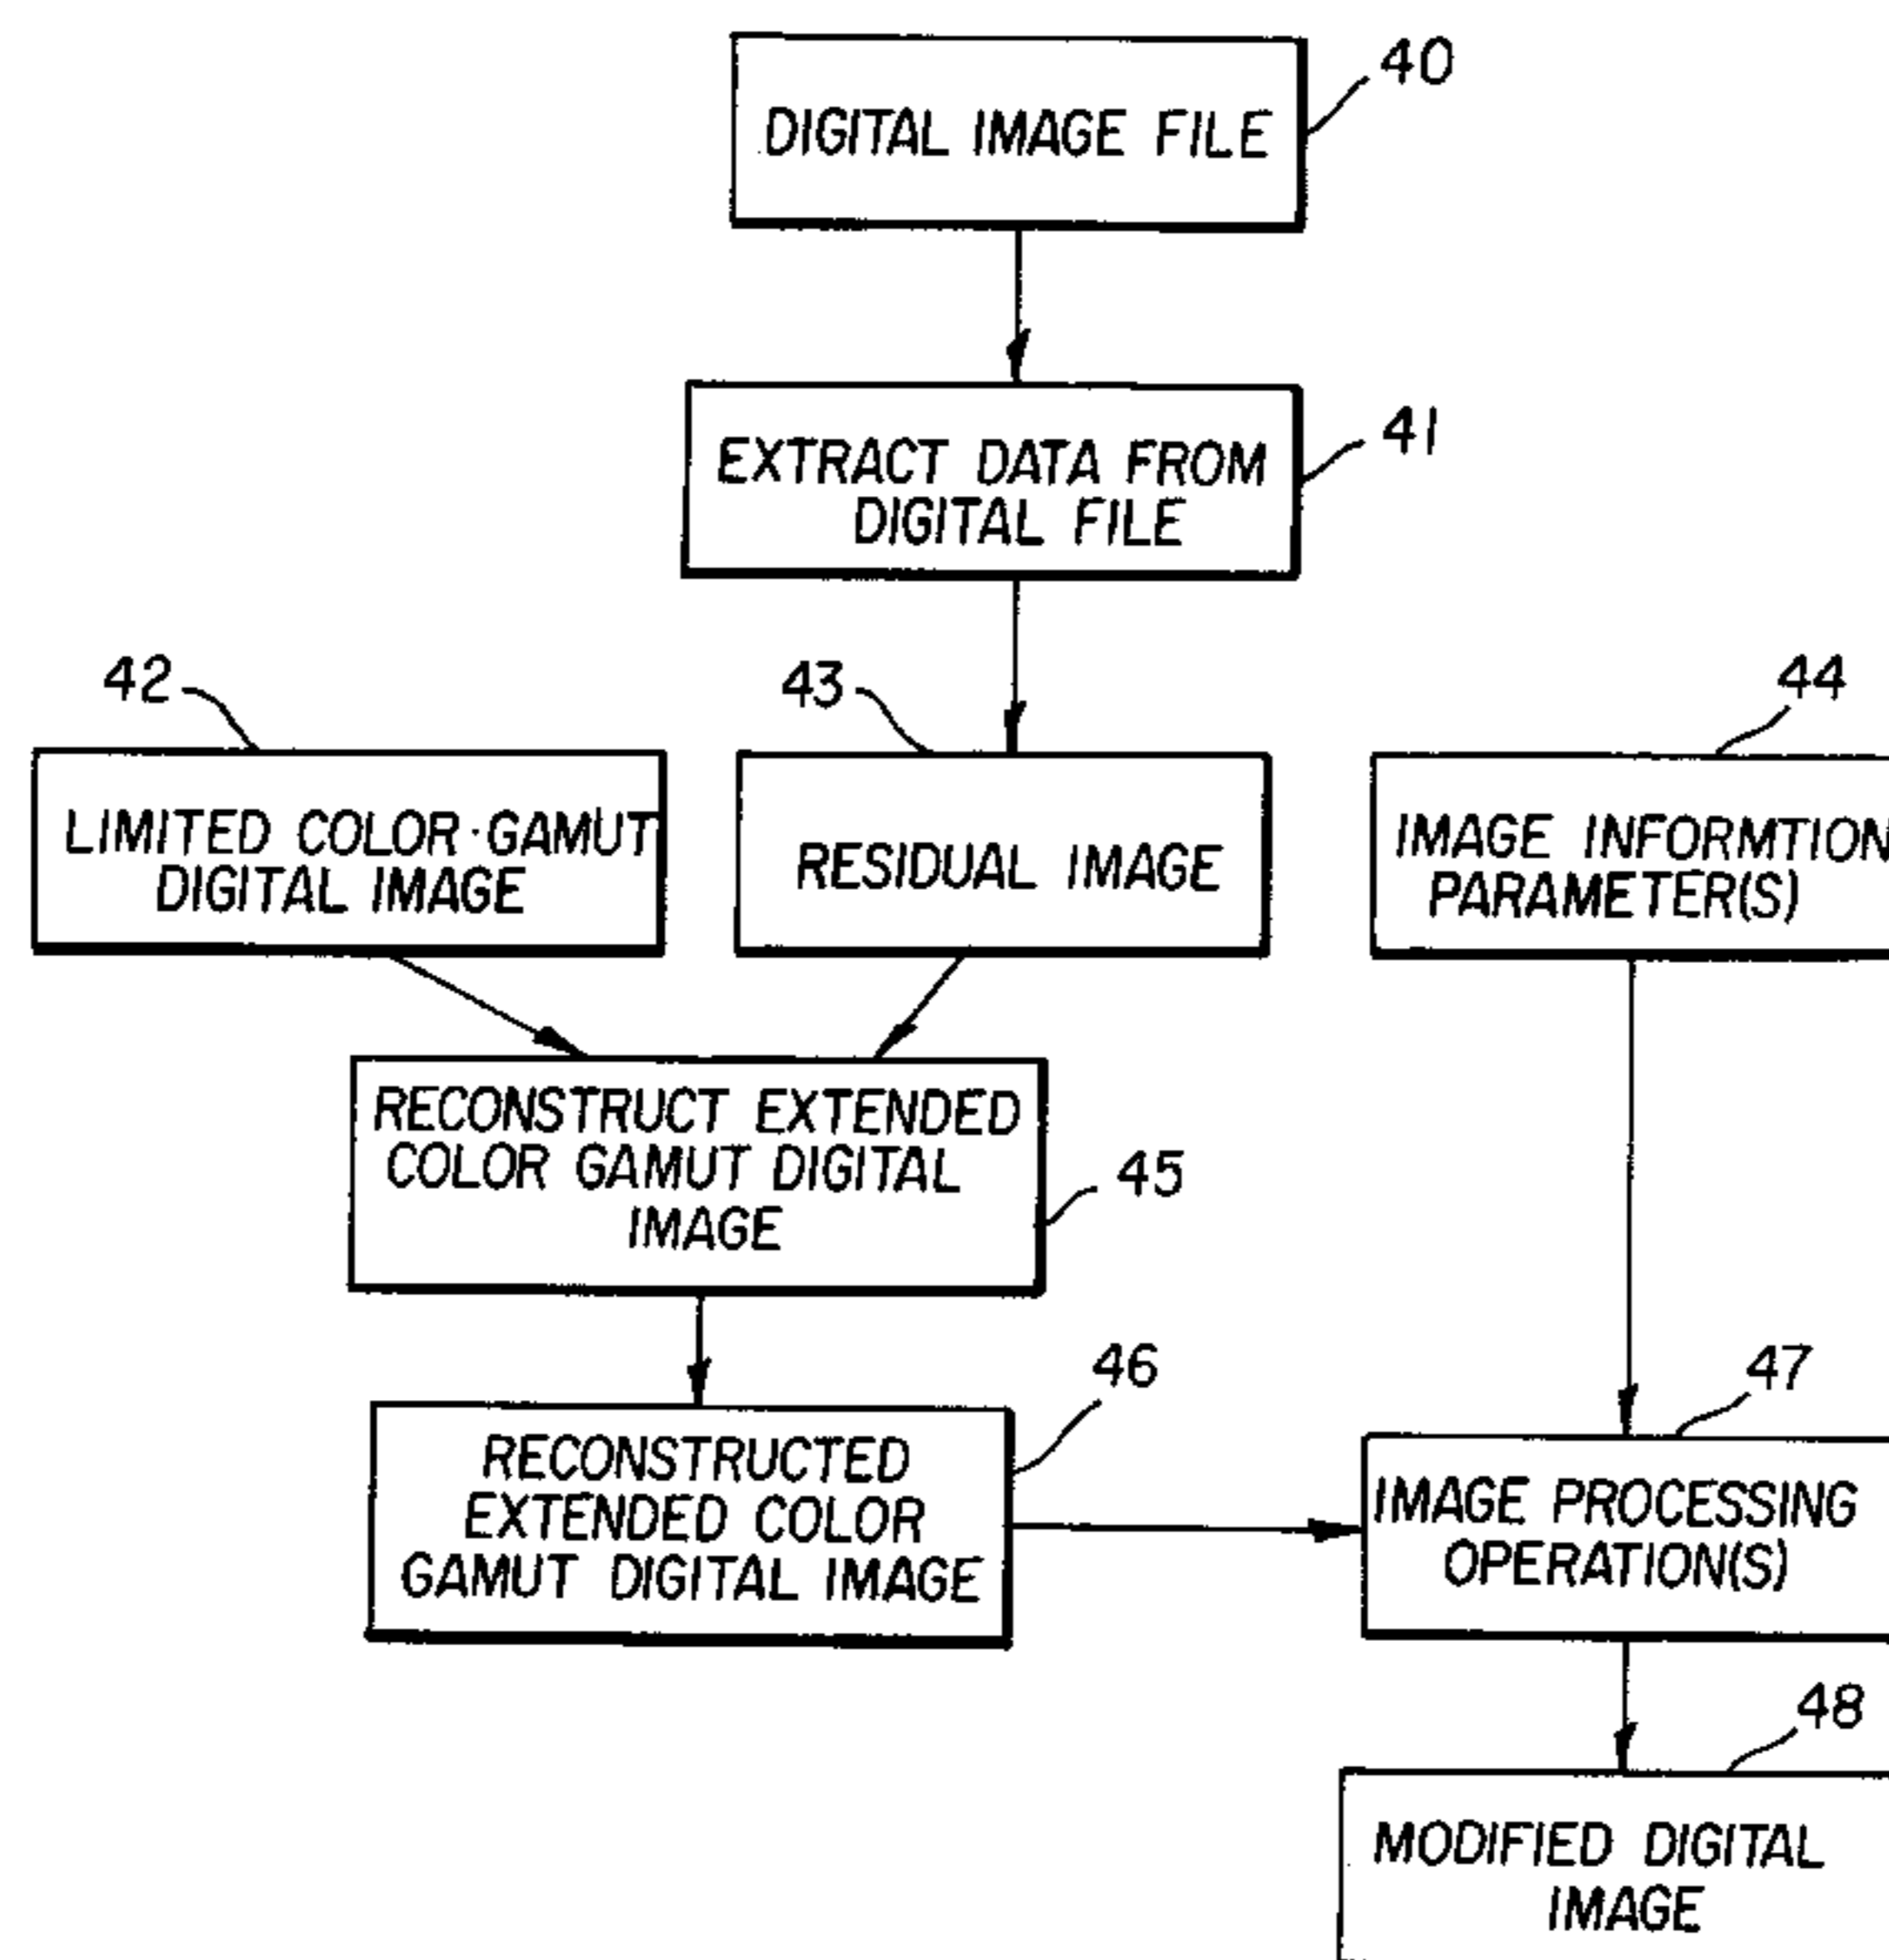 40
DIGITAL IMAGE FILE
41
EXTRACT DATA FROM
DIGITAL FILE
42
43
44
LIMITED COLOR-GAMUT
DIGITAL IMAGE
RESIDUAL IMAGE
IMAGE INFORMTION
PARAMETER(S)
RECONSTRUCT EXTENDED
COLOR GAMUT DIGITAL
IMAGE
45
46
RECONSTRUCTED
EXTENDED COLOR
GAMUT DIGITAL IMAGE
47
IMAGE PROCESSING
OPERATION(S)
48
MODIFIED DIGITAL
IMAGE